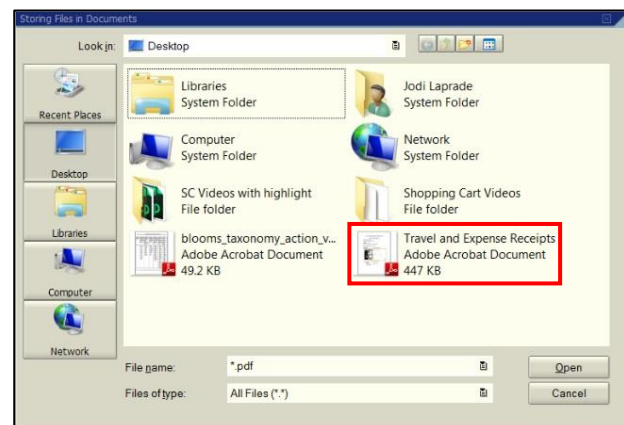 Storing Files in Documents
Look in:
Desktop
Recent Places
Desktop
Libraries
Computer
Network
Libraries
System Folder
Jodi Laprade
System Folder
Computer
System Folder
Network
System Folder
SC Videos with highlight
File folder
Shopping Cart Videos
File folder
blooms_taxonomy_action_v...
Adobe Acrobat Document
49.2 KB
Travel and Expense Receipts
Adobe Acrobat Document
447 KB
File name:
*.pdf
Open
Files of type:
All Files (*.*)
Cancel